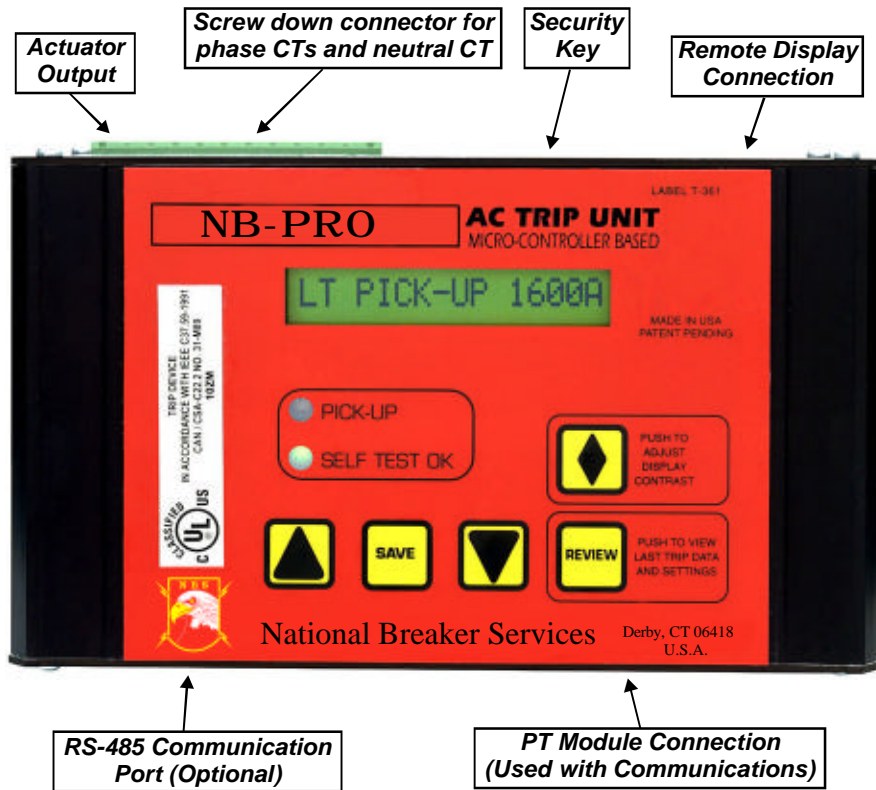 Actuator
Output
Screw down connector for
phase CTs and neutral CT
Security
Key
Remote Display
Connection
LABEL T-361
NB-PRO
AC TRIP UNIT
MICRO-CONTROLLER BASED
LT PICK-UP 1600A
MADE IN USA
PATENT PENDING
TRIP DEVICE
IN ACCORDANCE WITH IEEE C37.59-1991
CAN / CSA-C22.2 NO. 31-M89
10ZM
CLASSIFIED
C UL US
PICK-UP
SELF TEST OK
PUSH TO
ADJUST
DISPLAY
CONTRAST
SAVE
REVIEW
PUSH TO VIEW
LAST TRIP DATA
AND SETTINGS
NBS
National Breaker Services
Derby, CT 06418
U.S.A.
RS-485 Communication
Port (Optional)
PT Module Connection
(Used with Communications)